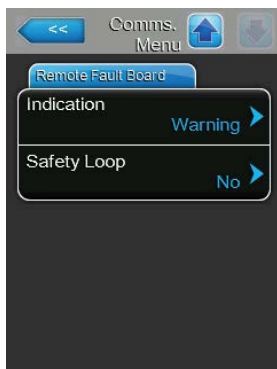 <<
Comms.
Menu
Remote Fault Board
Indication
Warning
Safety Loop
No